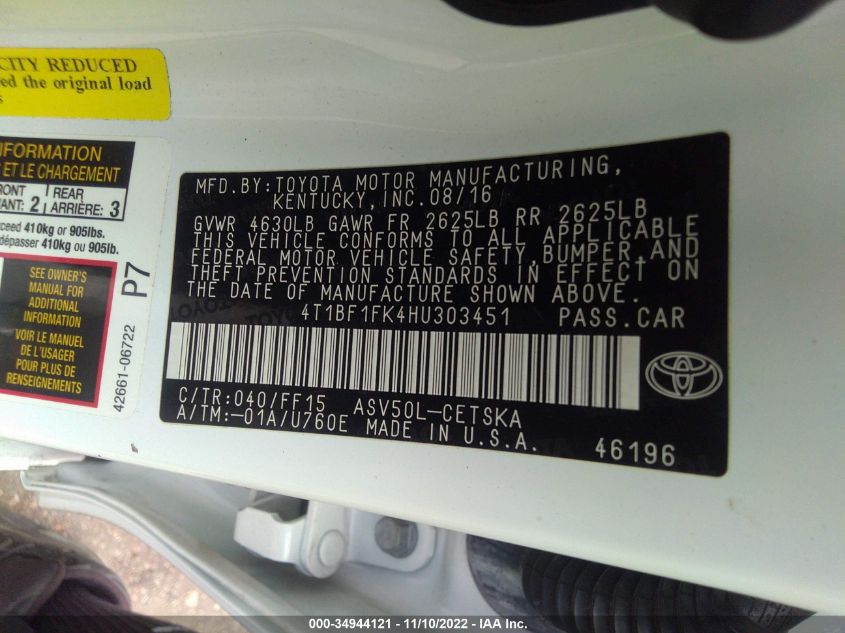 CITY REDUCED
ed the original load
s
NFORMATION
ET LE CHARGEMENT
RONT
ANT: 2
REAR
ARRIÈRE: 3
xceed 410kg or 905lbs.
dépasser 410kg ou 905lb.
SEE OWNER'S
MANUAL FOR
ADDITIONAL
INFORMATION
VOIR LE MANUEL
DE L'USAGER
POUR PLUS DE
RENSEIGNEMENTS
P7
42661-06722
MFD.BY:TOYOTA MOTOR MANUFACTURING,
KENTUCKY,INC.08/16
GVWR 4630LB GAWR FR 2625LB RR 2625LB
THIS VEHICLE CONFORMS TO ALL APPLICABLE
FEDERAL MOTOR VEHICLE SAFETY,BUMPER,AND
THEFT PREVENTION STANDARDS IN EFFECT ON
THE DATE OF MANUFACTURE SHOWN ABOVE.
4T1BF1FK4HU303451 PASS.CAR
C/TR:040/FF15 ASV50L-CETSKA
A/TM:-01A/U760E MADE IN U.S.A.
46196
000-34944121 - 11/10/2022 - IAA Inc.